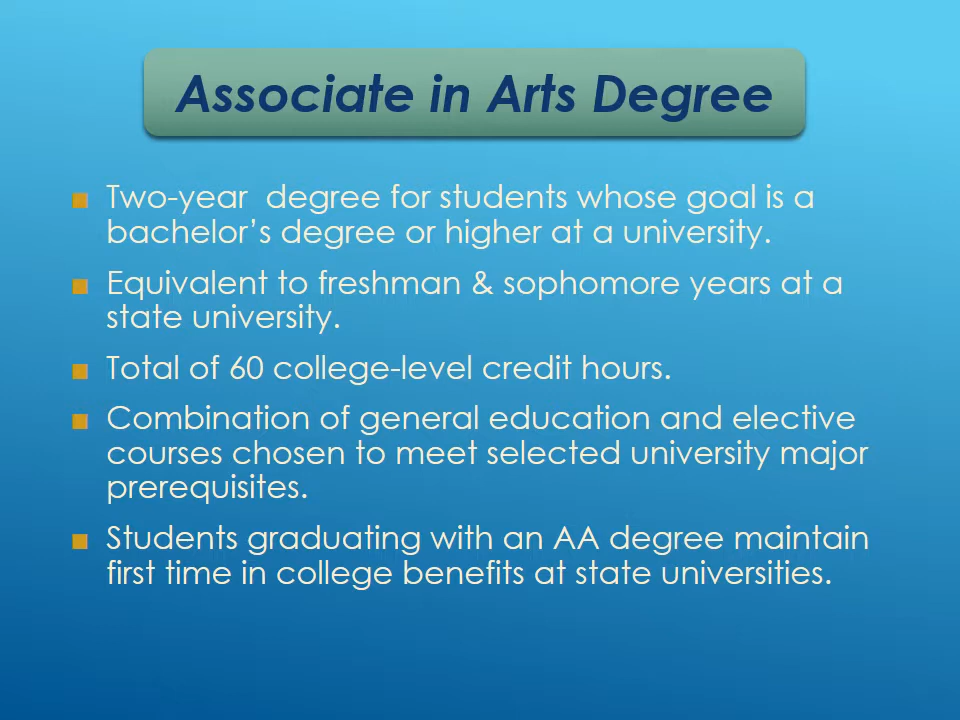 Associate in Arts Degree
■ Two-year  degree for students whose goal is a
bachelor’s degree or higher at a university.
■ Equivalent to freshman & sophomore years at a
state university.
■ Total of 60 college-level credit hours.
■ Combination of general education and elective
courses chosen to meet selected university major
prerequisites.
■ Students graduating with an AA degree maintain
first time in college benefits at state universities.